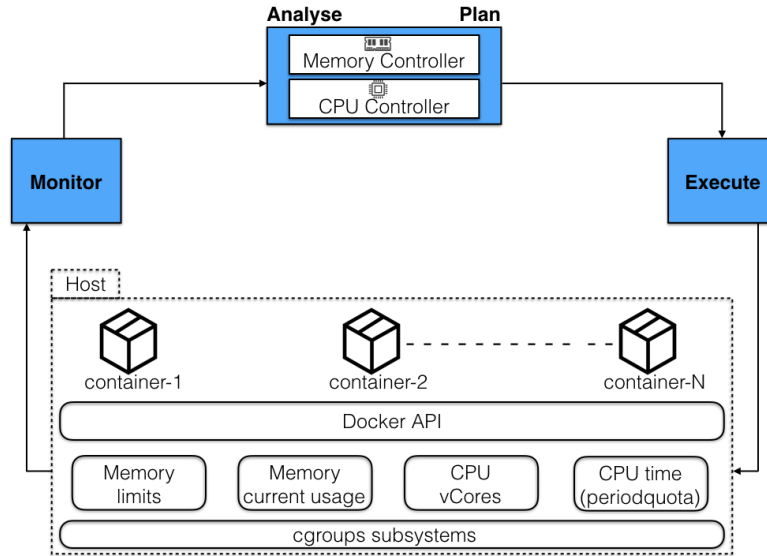 Analyse Plan
Memory Controller
CPU Controller
Monitor
Execute
Host
container-1
container-2
container-N
Docker API
Memory
limits
Memory
current usage
CPU
vCores
CPU time
(periodquota)
cgroups subsystems